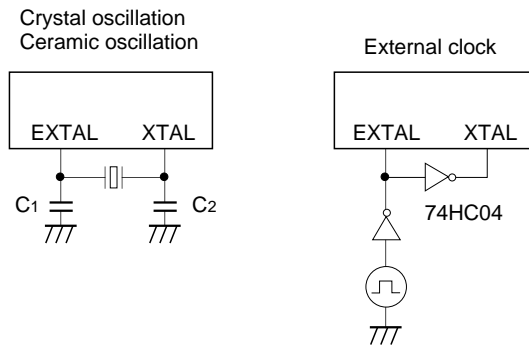 Crystal oscillation
Ceramic oscillation
EXTAL XTAL
C1 C2
External clock
EXTAL XTAL
74HC04